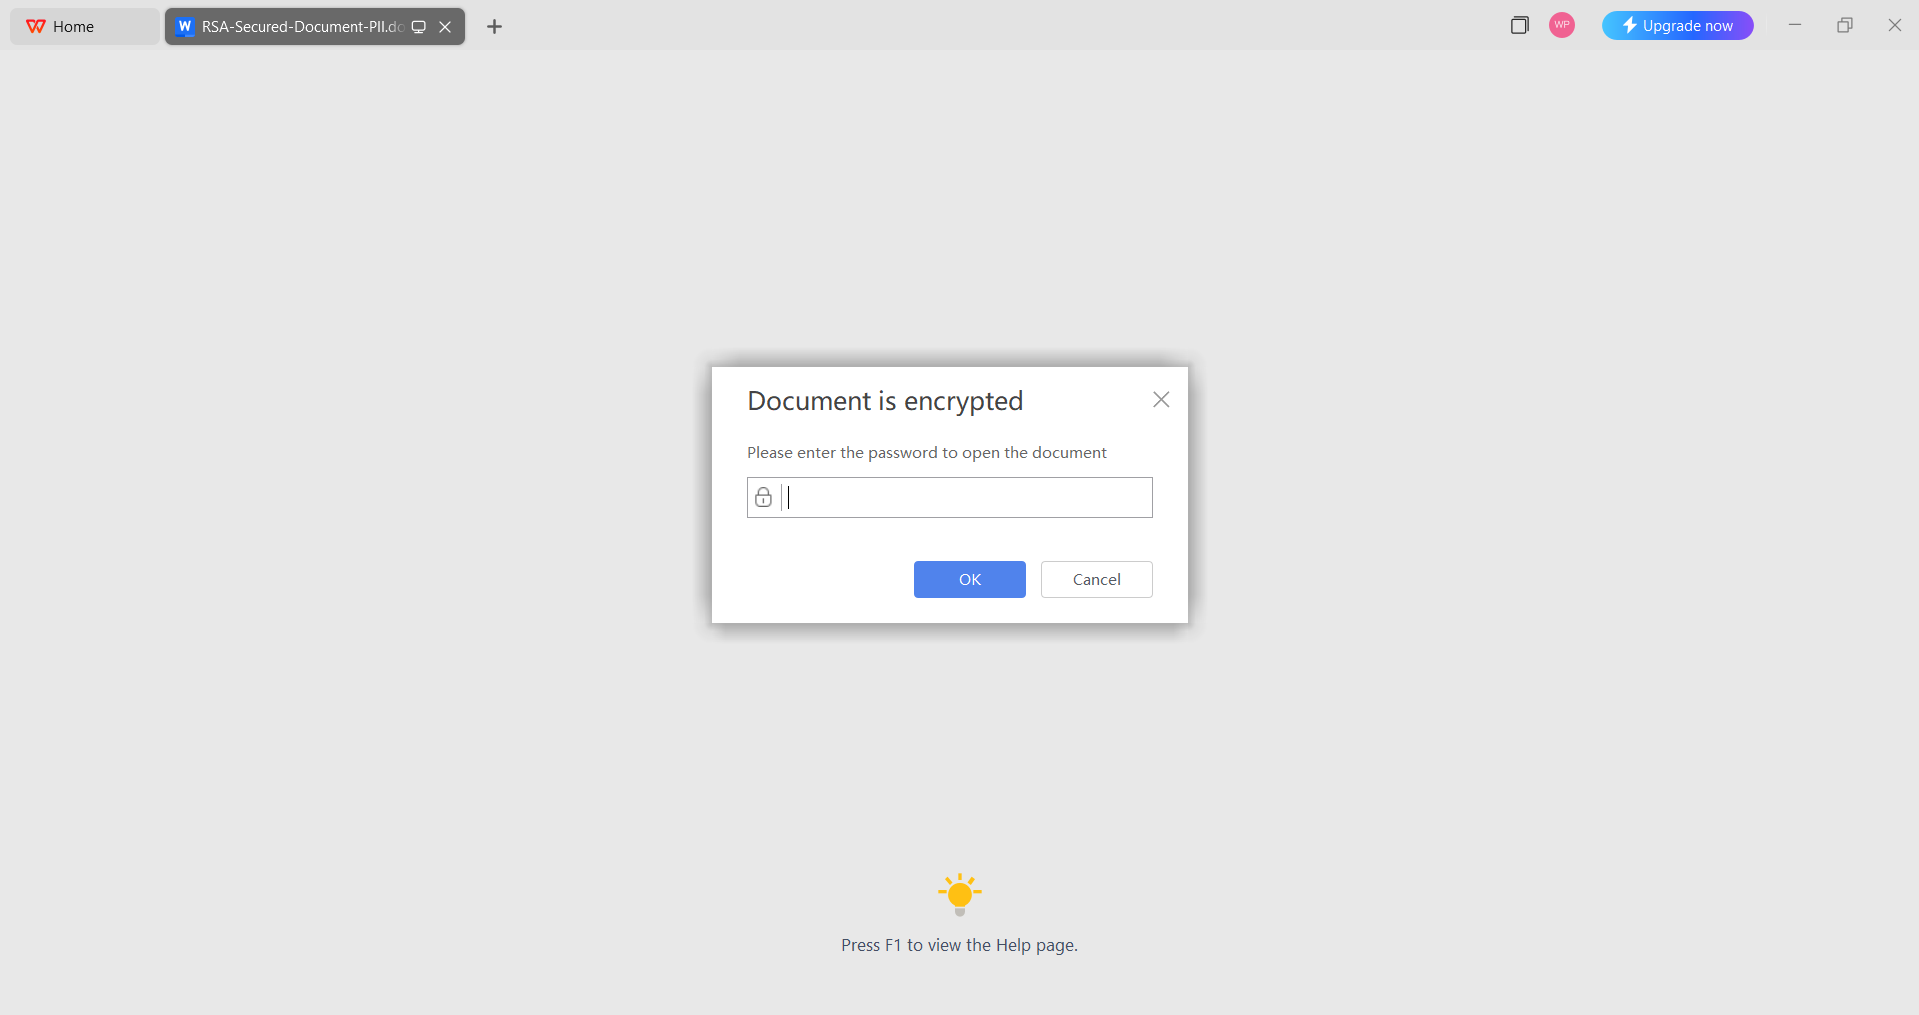 Home
RSA-Secured-Document-PII.do
WP
Upgrade now
Document is encrypted
Please enter the password to open the document
OK
Cancel
Press F1 to view the Help page.